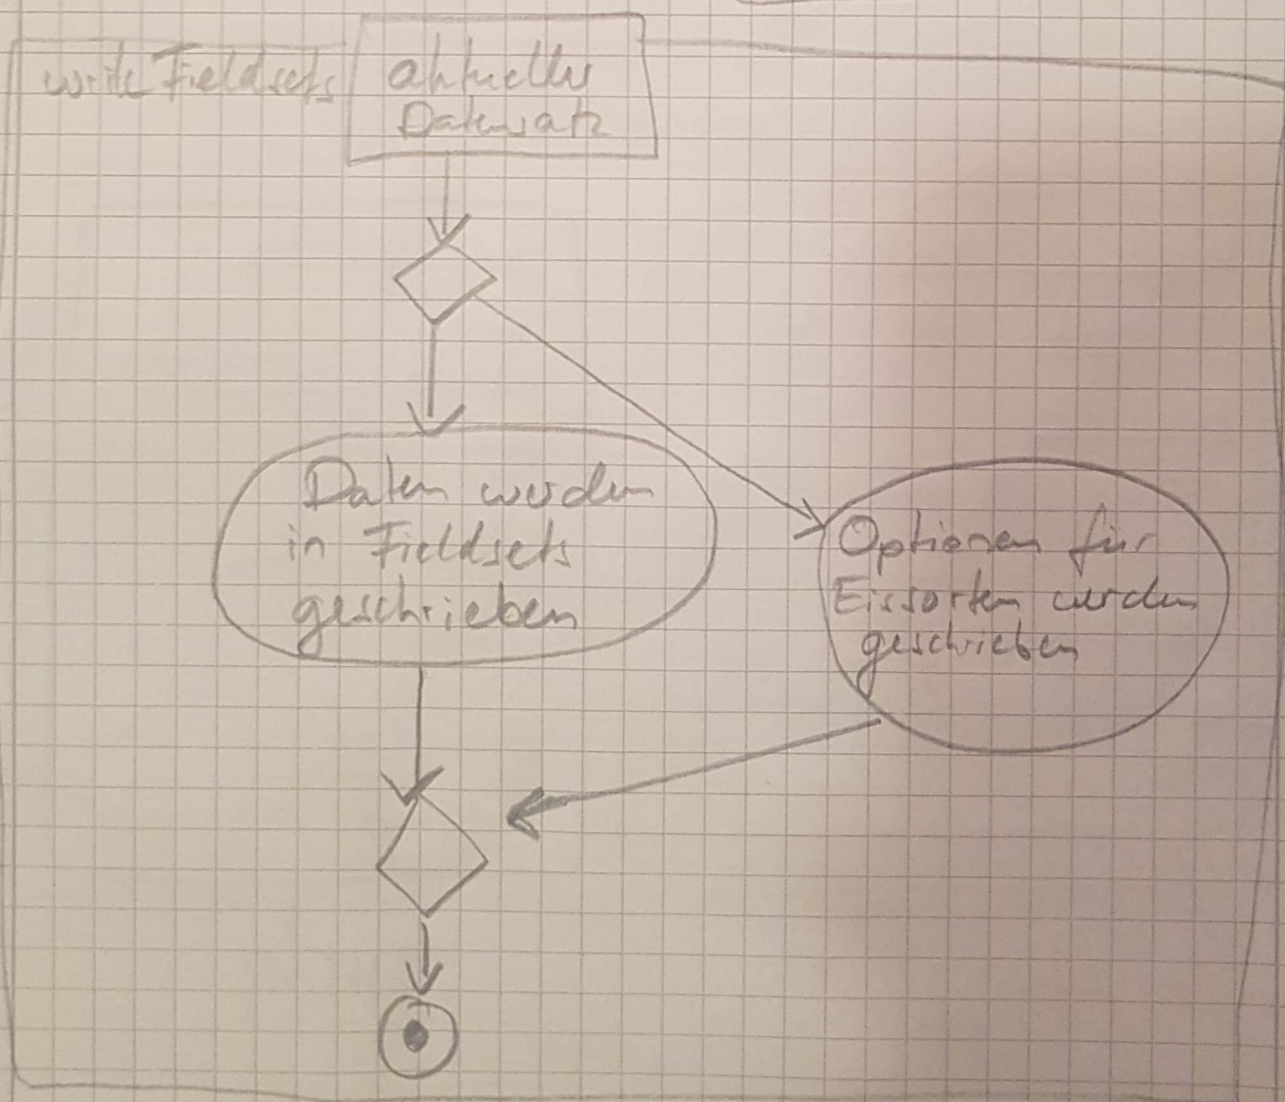 write Fieldsets
aktueller
Datensatz
Daten werden
in Fieldsets
geschrieben
Optionen für
Eissorten werden
geschrieben